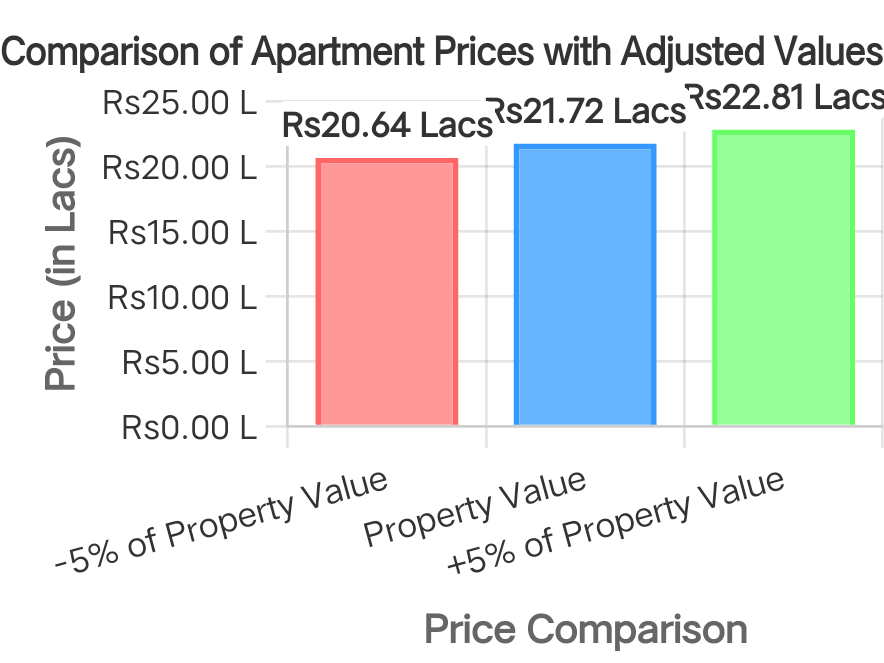 Comparison of Apartment Prices with Adjusted Values
Price (in Lacs)
Rs25.00 L
Rs20.00 L
Rs15.00 L
Rs10.00 L
Rs5.00 L
Rs0.00 L
Rs20.64 Lacs
Rs21.72 Lacs
Rs22.81 Lacs
-5% of Property Value
Property Value
+5% of Property Value
Price Comparison